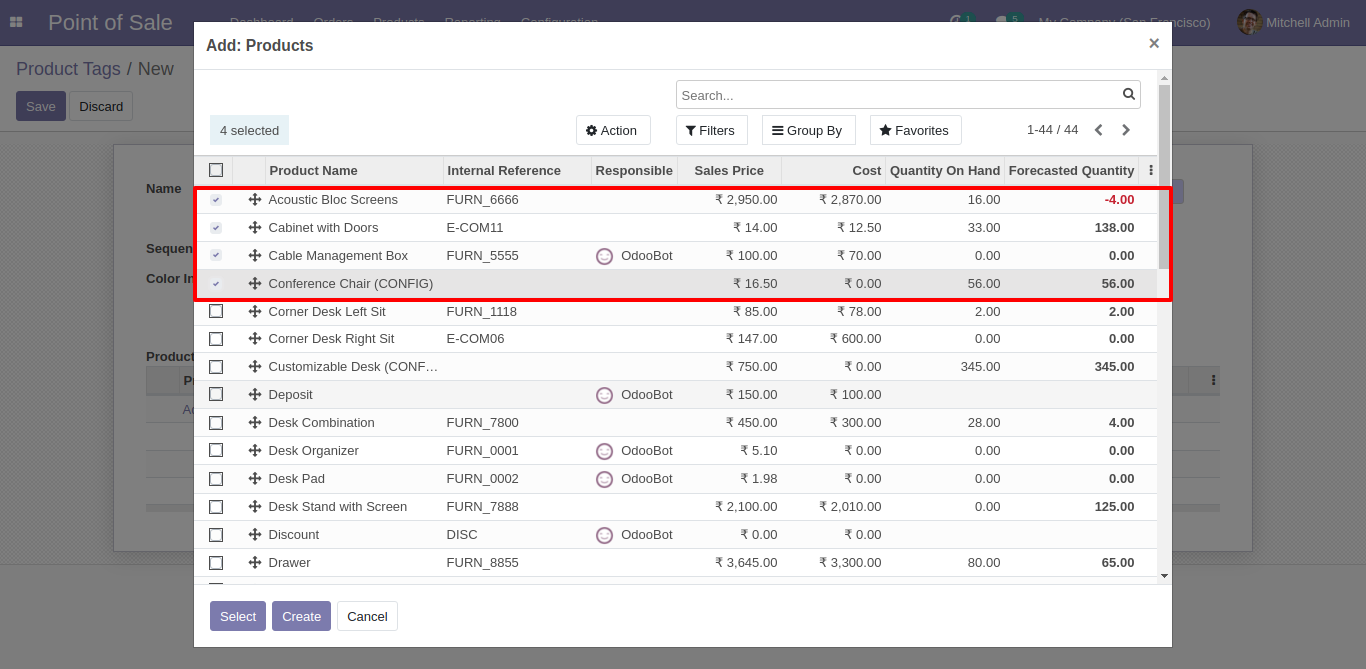 Point of Sale Dashboard Orders Products Reporting Configuration 1 5 My Company (San Francisco) Mitchell Admin
Add: Products ×
Product Tags / New
Save Discard
Search...
4 selected Action Filters Group By Favorites 1-44 / 44
Product Name Internal Reference Responsible Sales Price Cost Quantity On Hand Forecasted Quantity
Name
Acoustic Bloc Screens FURN_6666 ₹ 2,950.00 ₹ 2,870.00 16.00 -4.00
Cabinet with Doors E-COM11 ₹ 14.00 ₹ 12.50 33.00 138.00
Sequen
Cable Management Box FURN_5555 OdooBot ₹ 100.00 ₹ 70.00 0.00 0.00
Color In
Conference Chair (CONFIG) ₹ 16.50 ₹ 0.00 56.00 56.00
Corner Desk Left Sit FURN_1118 ₹ 85.00 ₹ 78.00 2.00 2.00
Corner Desk Right Sit E-COM06 ₹ 147.00 ₹ 600.00 0.00 0.00
Product
Customizable Desk (CONF... ₹ 750.00 ₹ 0.00 345.00 345.00
Deposit OdooBot ₹ 150.00 ₹ 100.00
Desk Combination FURN_7800 ₹ 450.00 ₹ 300.00 28.00 4.00
Desk Organizer FURN_0001 OdooBot ₹ 5.10 ₹ 0.00 0.00 0.00
Desk Pad FURN_0002 OdooBot ₹ 1.98 ₹ 0.00 0.00 0.00
Desk Stand with Screen FURN_7888 ₹ 2,100.00 ₹ 2,010.00 0.00 125.00
Discount DISC OdooBot ₹ 0.00 ₹ 0.00
Drawer FURN_8855 ₹ 3,645.00 ₹ 3,300.00 80.00 65.00
Select Create Cancel